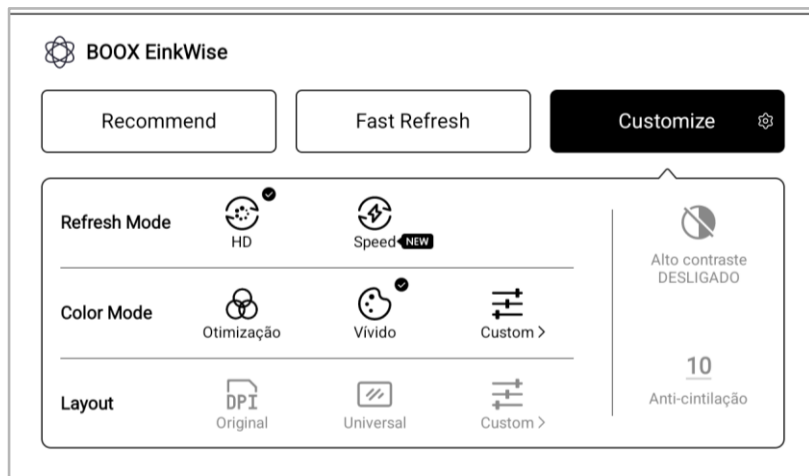 BOOX EinkWise
Recommend
Fast Refresh
Customize
Refresh Mode
HD
Speed
NEW
Alto contraste
DESLIGADO
Color Mode
Otimização
Vívido
Custom >
10
Anti-cintilação
Layout
DPI
Original
Universal
Custom >